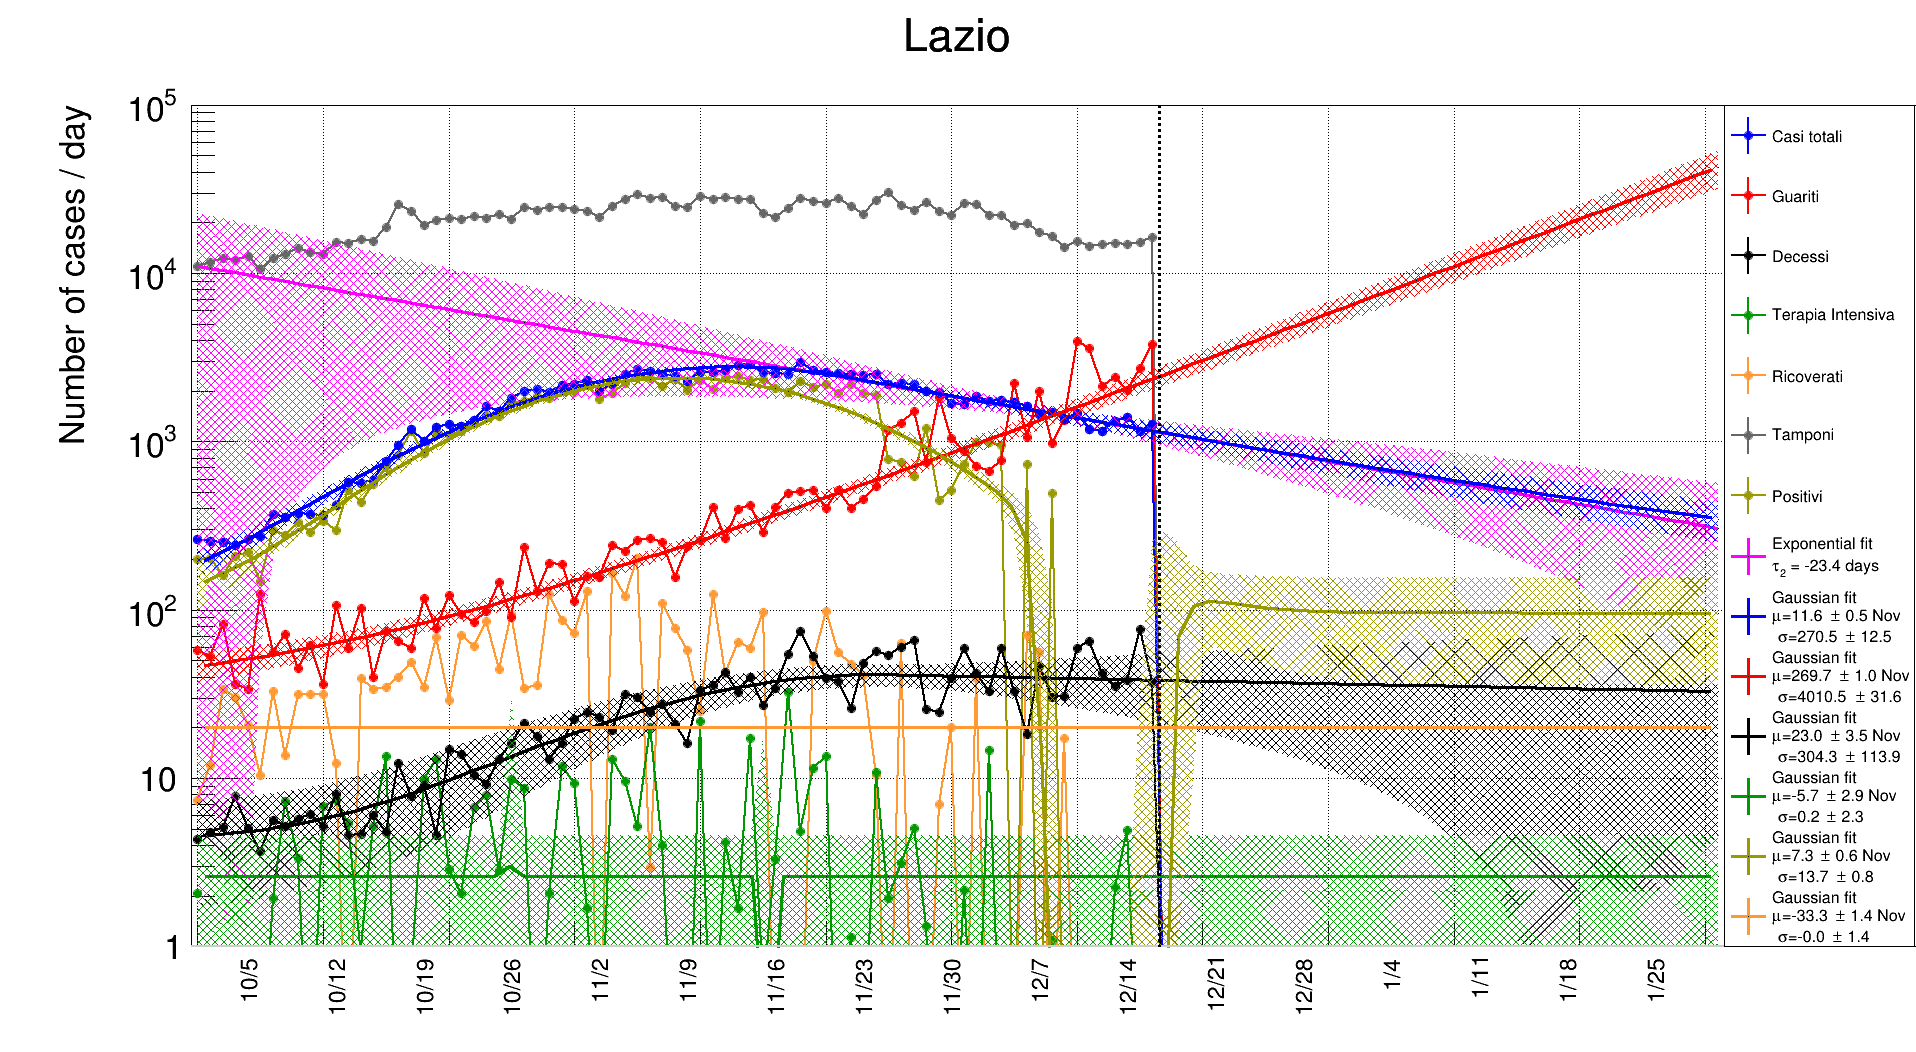 Lazio
Number of cases / day
10^5
10^4
10^3
10^2
10
1
10/5
10/12
10/19
10/26
11/2
11/9
11/16
11/23
11/30
12/7
12/14
12/21
12/28
1/4
1/11
1/18
1/25
Casi totali
Guariti
Decessi
Terapia Intensiva
Ricoverati
Tamponi
Positivi
Exponential fit
τ₂ = -23.4 days
Gaussian fit
μ=11.6 ± 0.5 Nov
σ=270.5 ± 12.5
Gaussian fit
μ=269.7 ± 1.0 Nov
σ=4010.5 ± 31.6
Gaussian fit
μ=23.0 ± 3.5 Nov
σ=304.3 ± 113.9
Gaussian fit
μ=-5.7 ± 2.9 Nov
σ=0.2 ± 2.3
Gaussian fit
μ=7.3 ± 0.6 Nov
σ=13.7 ± 0.8
Gaussian fit
μ=-33.3 ± 1.4 Nov
σ=-0.0 ± 1.4